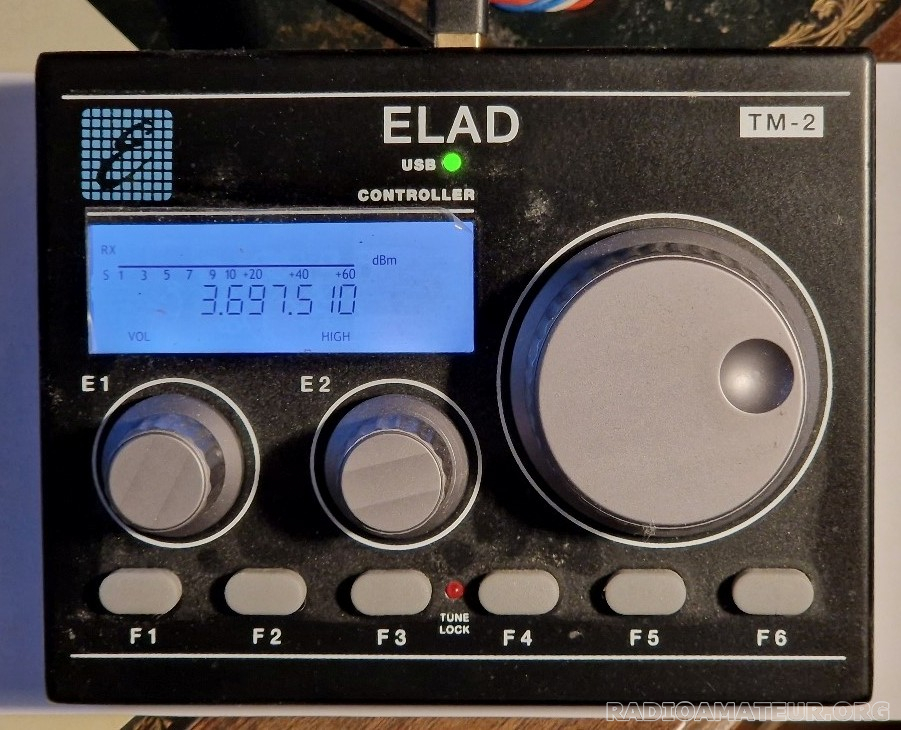 ELAD
TM-2
USB
CONTROLLER
RX
dBm
S 1 3 5 7 9 10 +20 +40 +60
3.697.510
VOL HIGH
E1 E2
TUNE
LOCK
F1 F2 F3 F4 F5 F6
RADIOAMATEUR.ORG